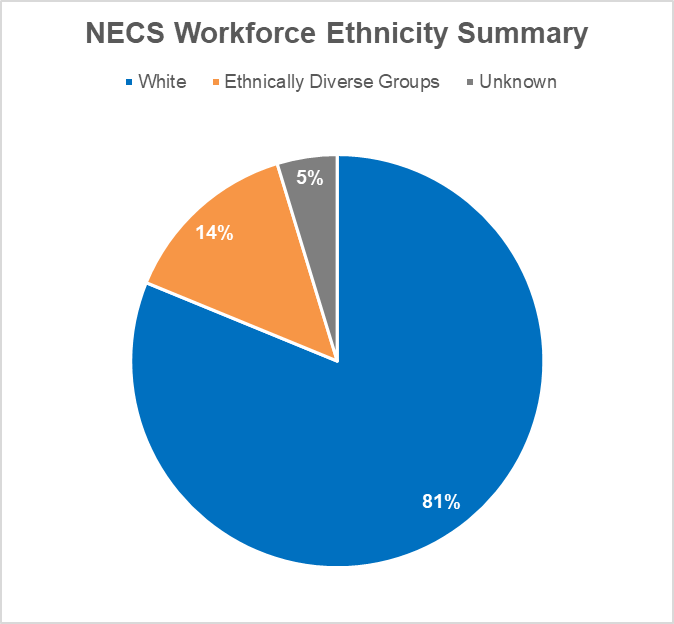 NECS Workforce Ethnicity Summary
White Ethnically Diverse Groups Unknown
5%
14%
81%